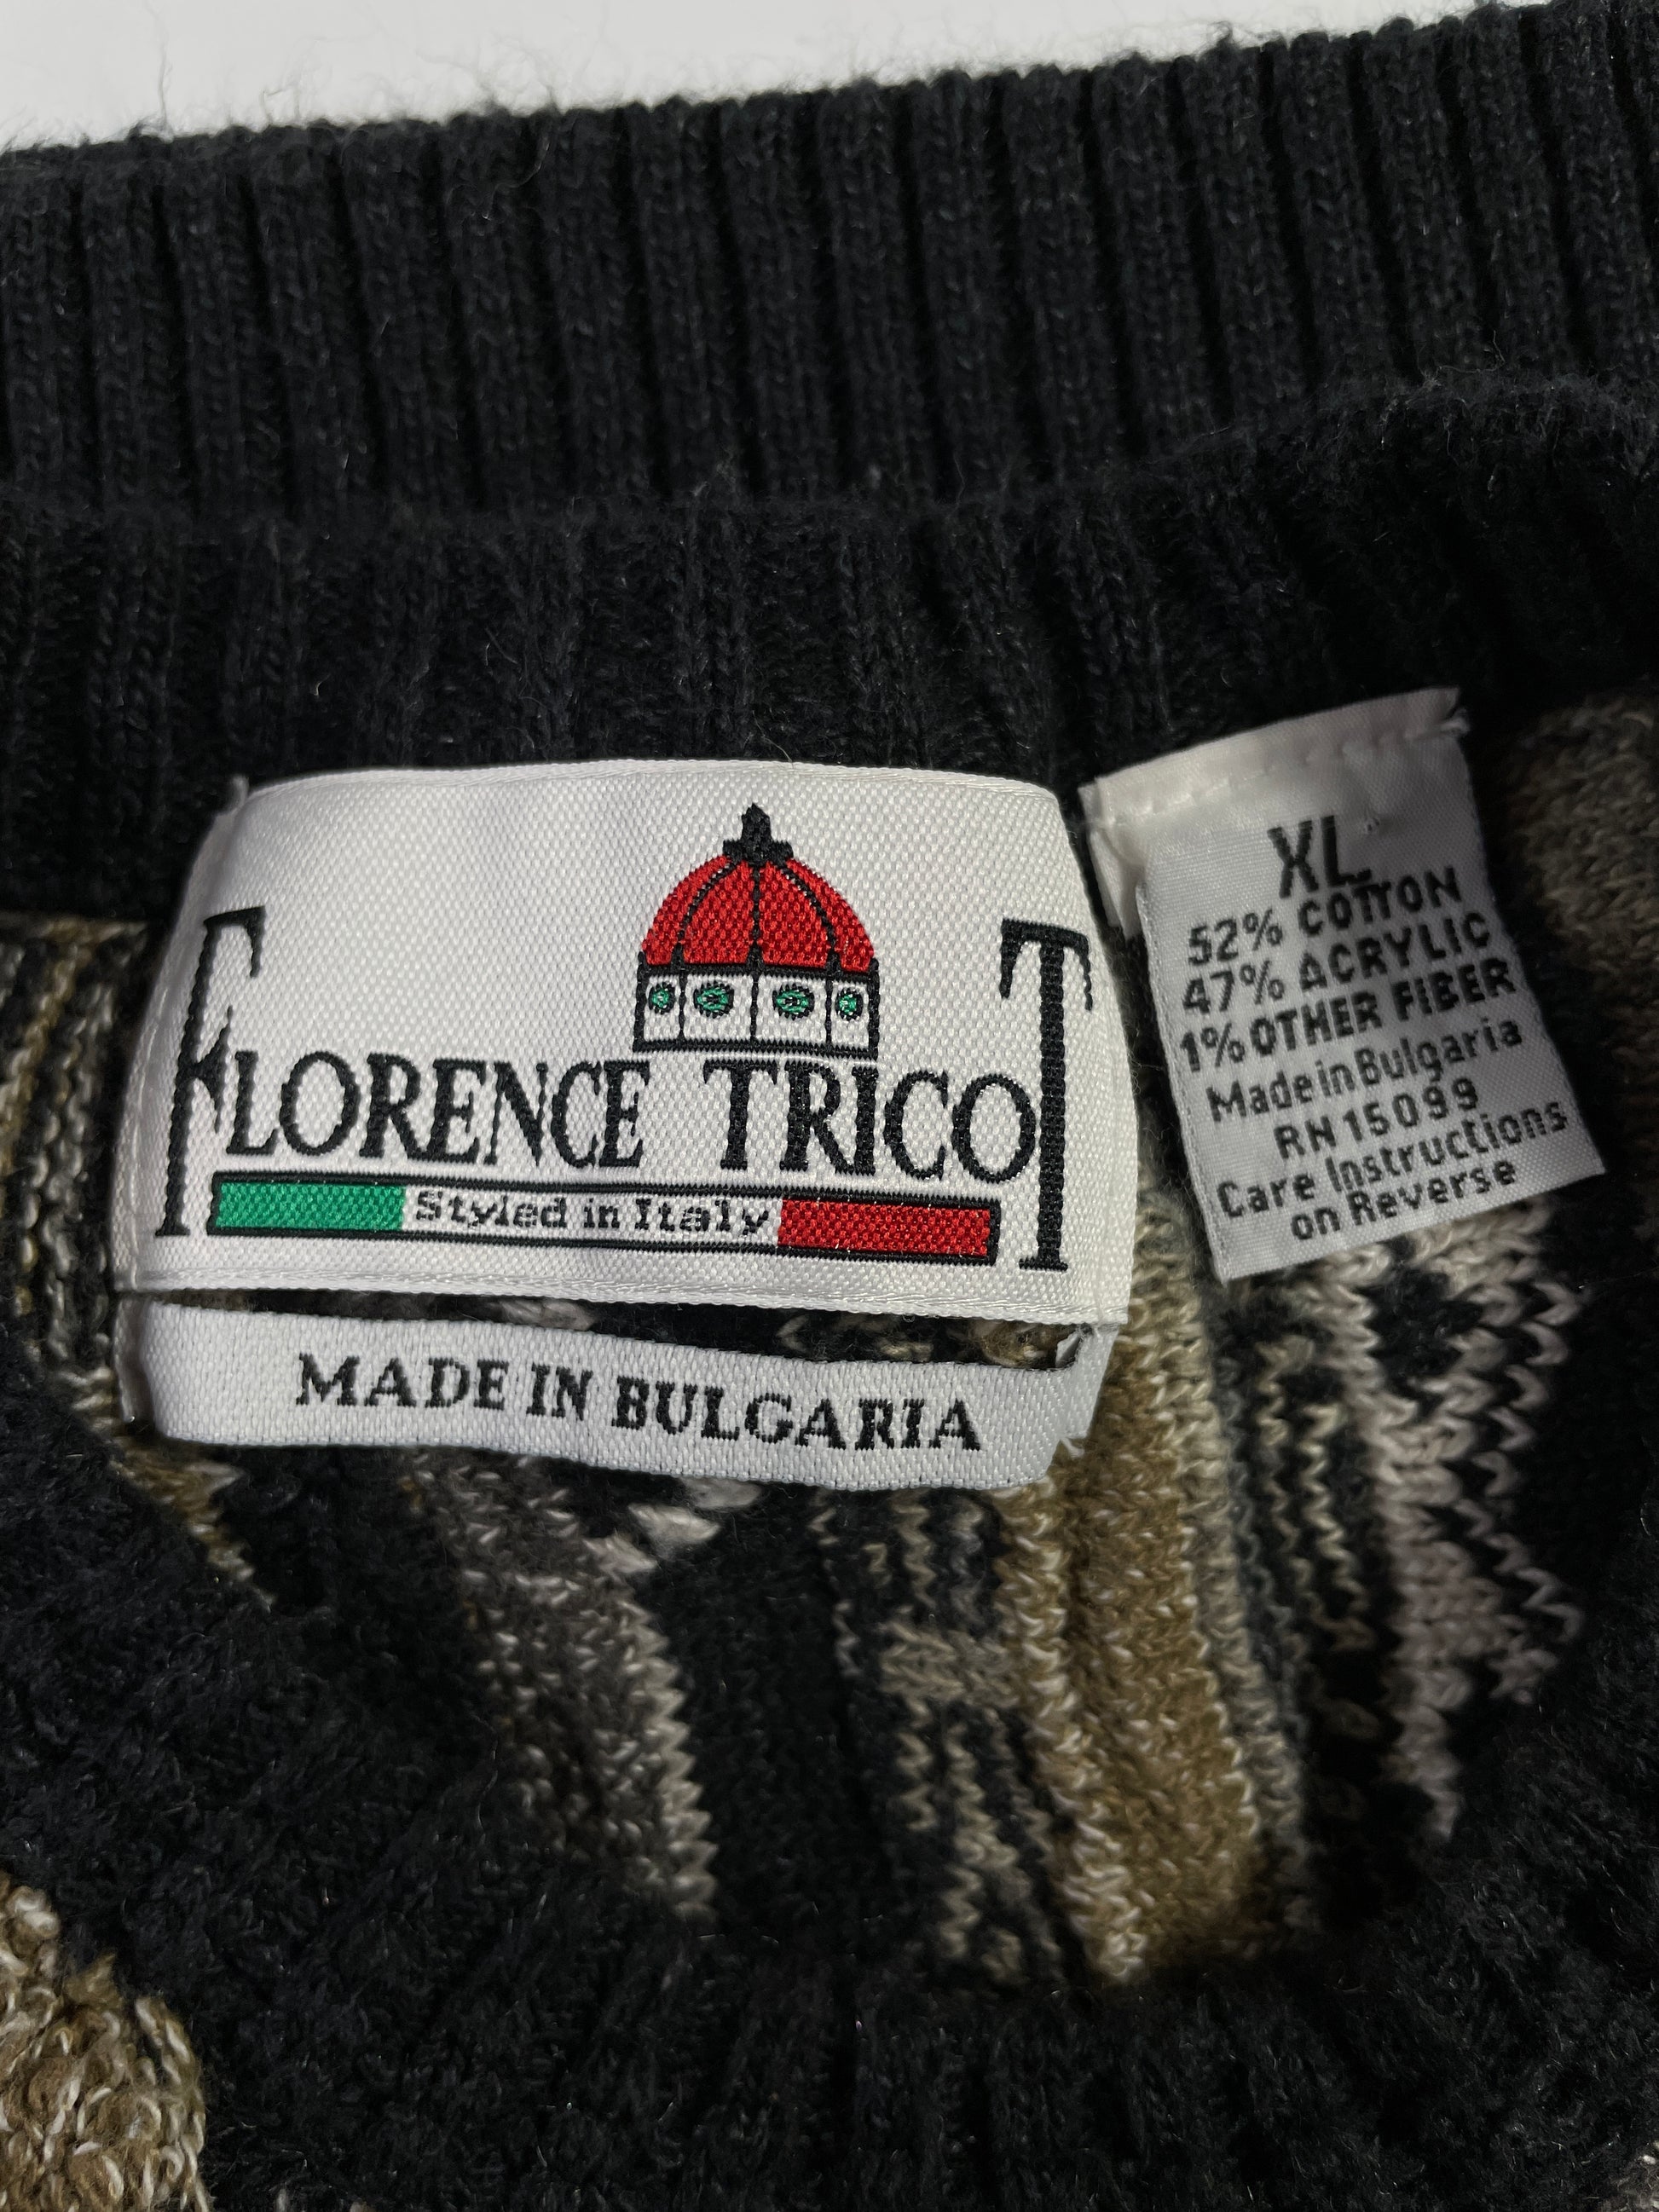 FLORENCE TRICOT
Styled in Italy
MADE IN BULGARIA
XL
52% COTTON
47% ACRYLIC
1% OTHER FIBER
Made in Bulgaria
RN 15099
Care Instructions
on Reverse